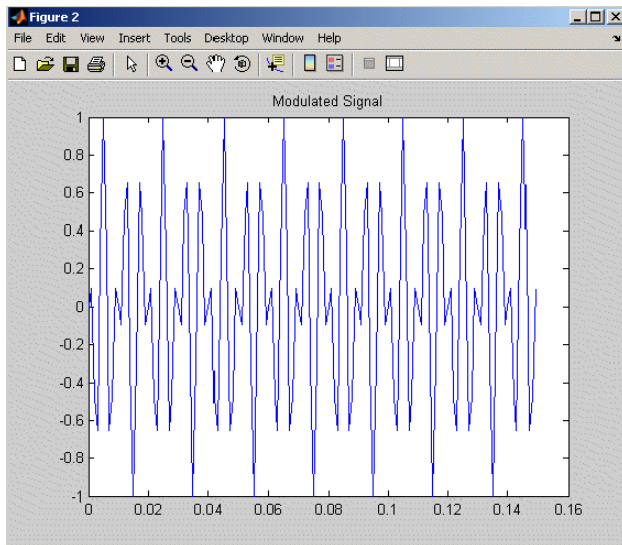 Figure 2
File Edit View Insert Tools Desktop Window Help
Modulated Signal
1
0.8
0.6
0.4
0.2
0
-0.2
-0.4
-0.6
-0.8
-1
0 0.02 0.04 0.06 0.08 0.1 0.12 0.14 0.16